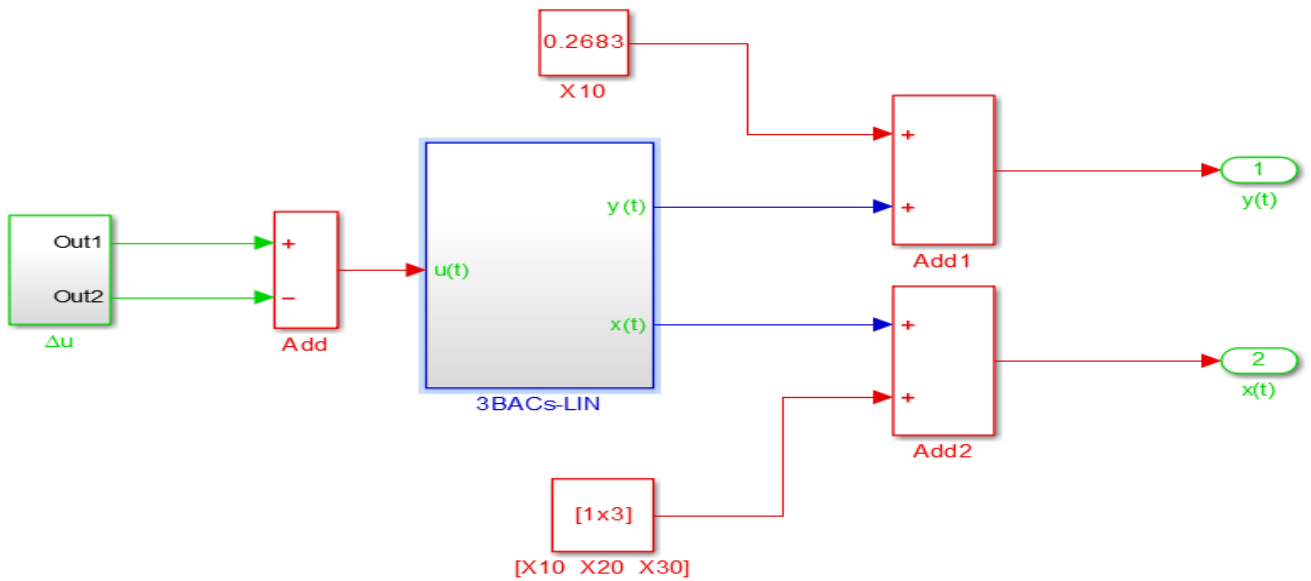 0.2683
X10
+
+
Add1
1
y(t)
Out1
Out2
Δu
+
−
Add
u(t)
y(t)
x(t)
3BACs-LIN
+
+
Add2
2
x(t)
[1x3]
[X10 X20 X30]